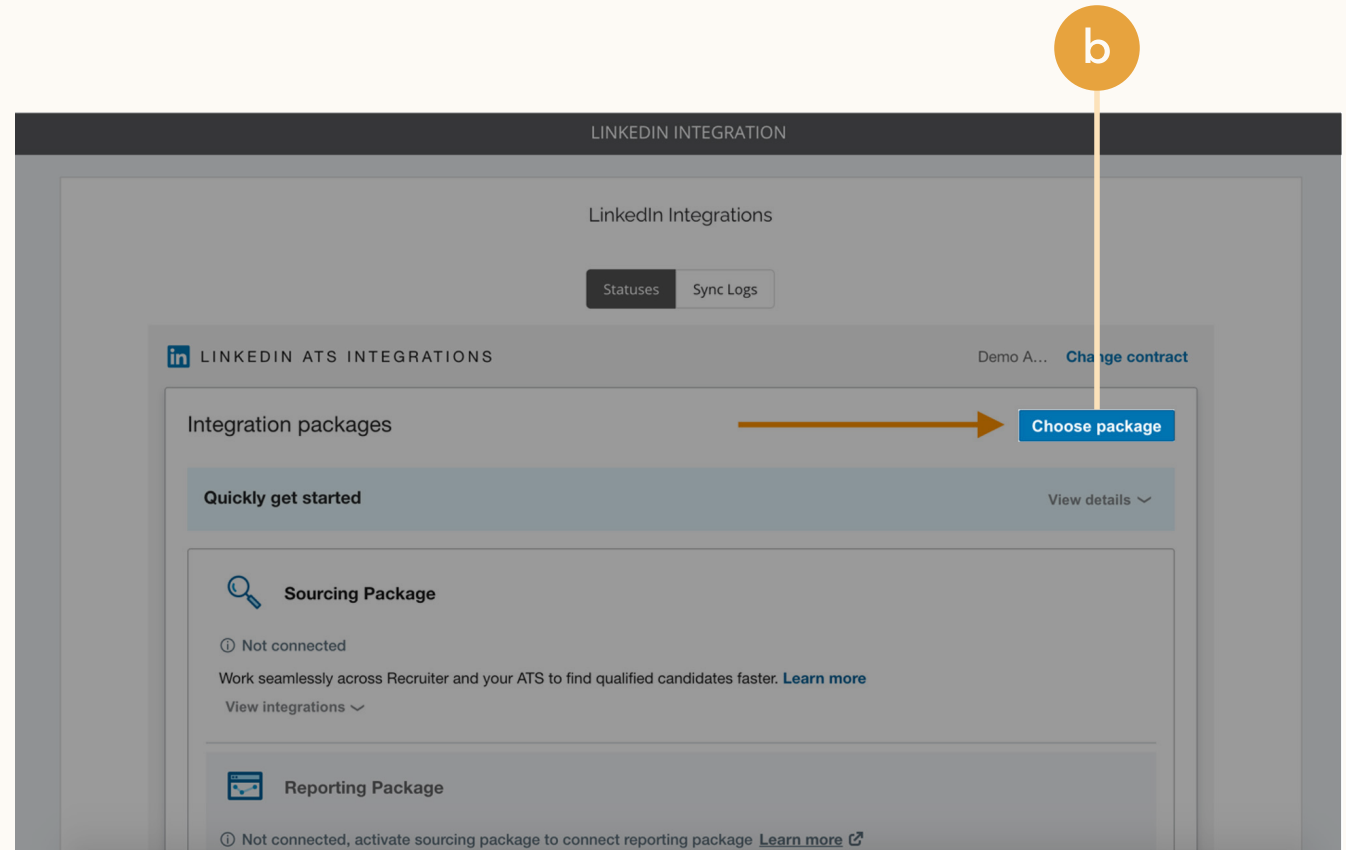 b
LINKEDIN INTEGRATION
LinkedIn Integrations
Statuses Sync Logs
in LINKEDIN ATS INTEGRATIONS Demo A... Change contract
Integration packages Choose package
Quickly get started View details
Sourcing Package
Not connected
Work seamlessly across Recruiter and your ATS to find qualified candidates faster. Learn more
View integrations
Reporting Package
Not connected, activate sourcing package to connect reporting package Learn more